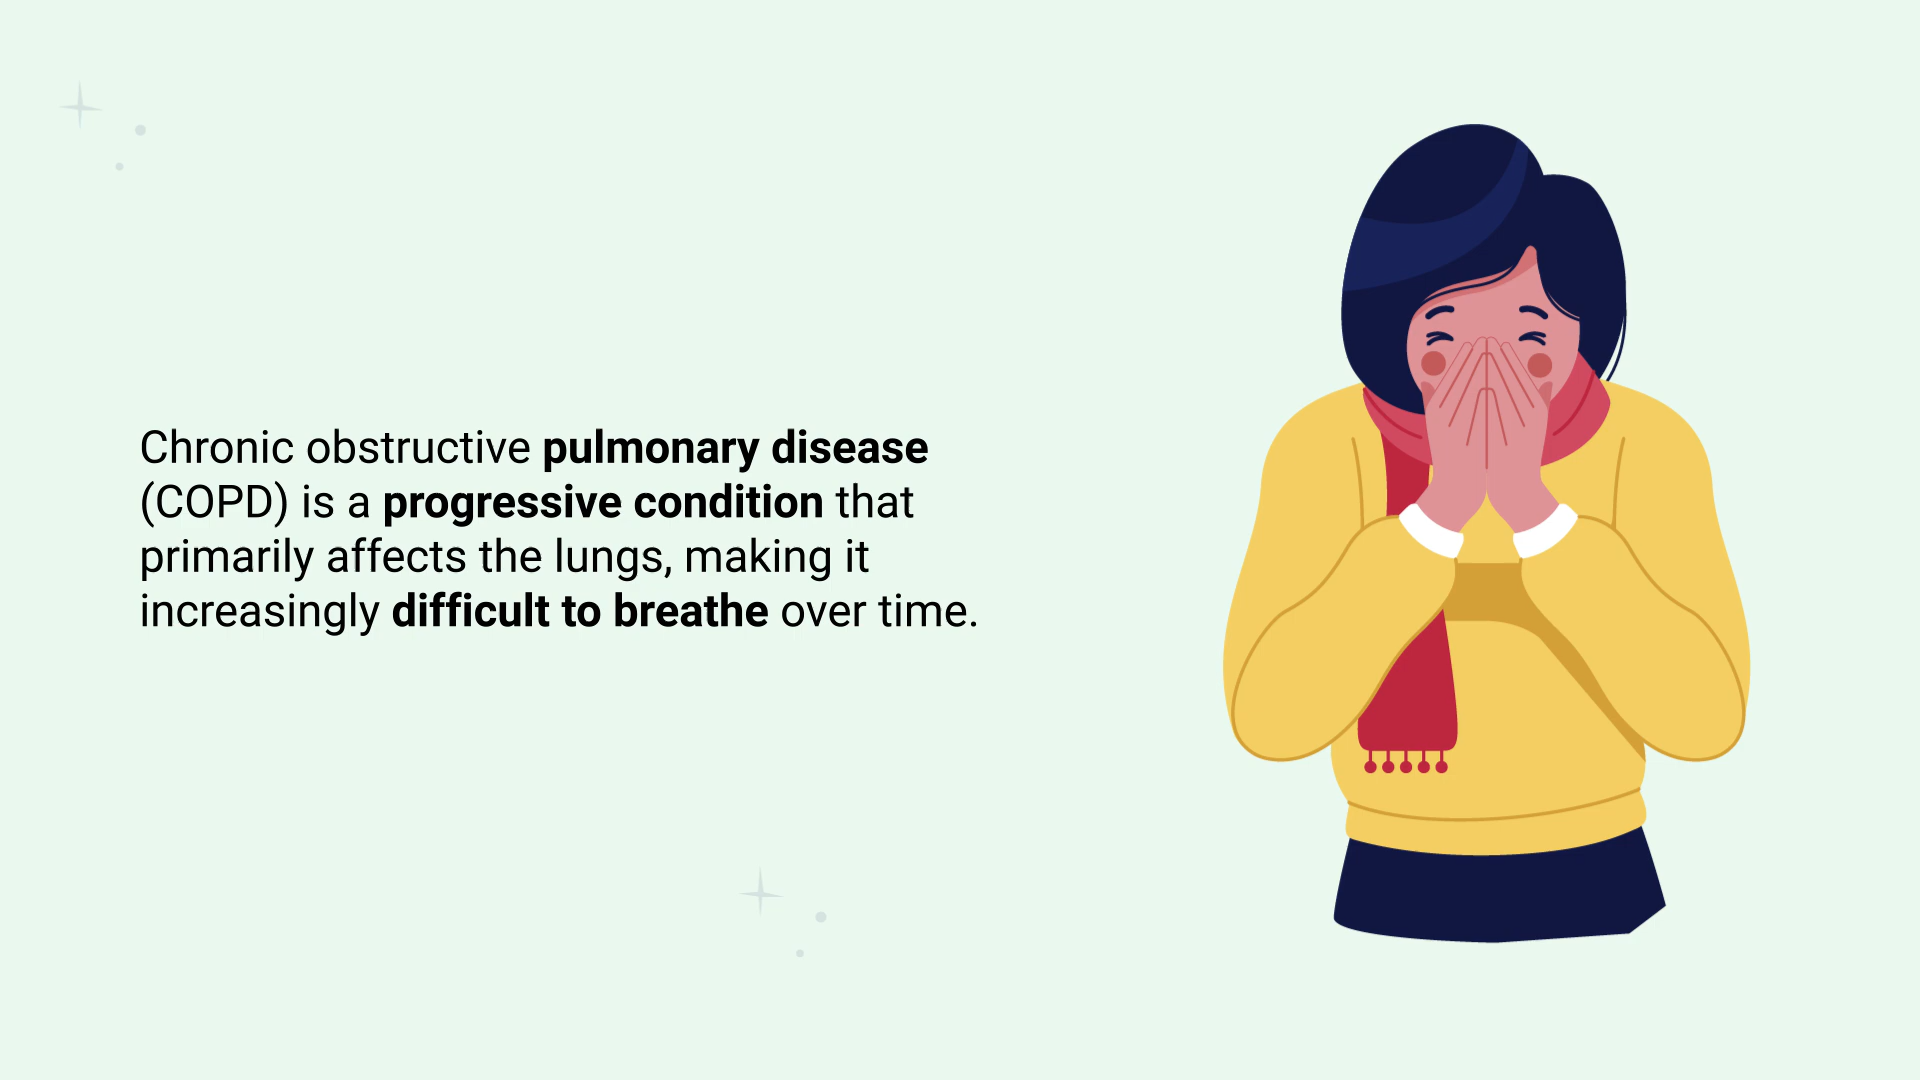 Chronic obstructive pulmonary disease
(COPD) is a progressive condition that
primarily affects the lungs, making it
increasingly difficult to breathe over time.